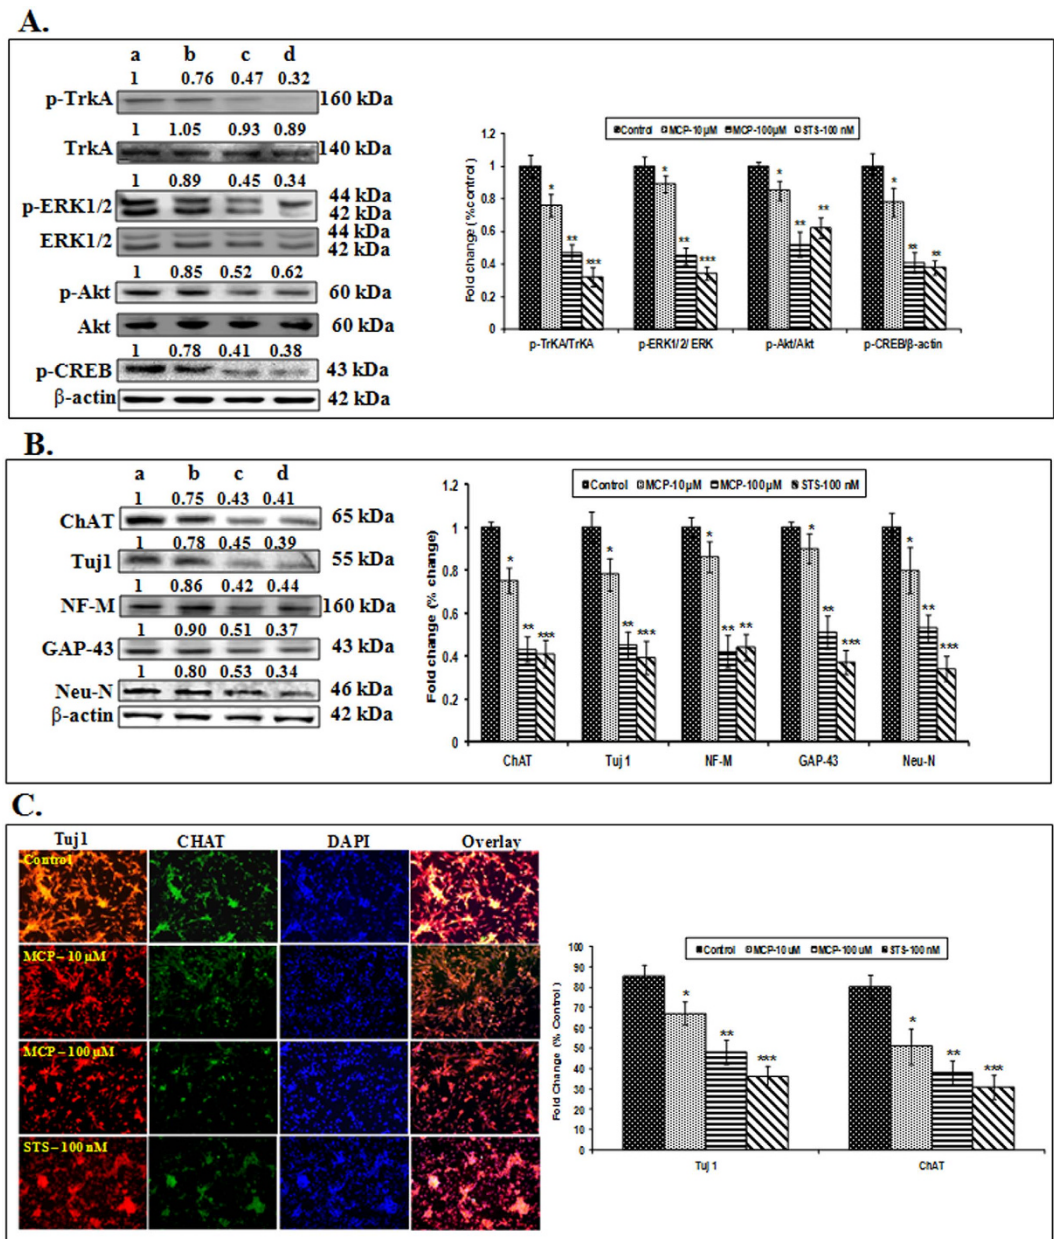 A.
a b c d
1 0.76 0.47 0.32
p-TrkA 160 kDa
1 1.05 0.93 0.89
TrkA 140 kDa
1 0.89 0.45 0.34
p-ERK1/2 44 kDa
42 kDa
ERK1/2 44 kDa
42 kDa
1 0.85 0.52 0.62
p-Akt 60 kDa
Akt 60 kDa
1 0.78 0.41 0.38
p-CREB 43 kDa
β-actin 42 kDa
Control MCP-10 µM MCP-100µM STS-100 nM
Fold change (%control)
1.2
1
0.8
0.6
0.4
0.2
0
* ** ***
* ** ***
* ** **
* ** **
p-TrKA/TrKA p-ERK1/2/ ERK p-Akt/Akt p-CREB/β-actin
B.
a b c d
1 0.75 0.43 0.41
ChAT 65 kDa
1 0.78 0.45 0.39
Tuj1 55 kDa
1 0.86 0.42 0.44
NF-M 160 kDa
1 0.90 0.51 0.37
GAP-43 43 kDa
1 0.80 0.53 0.34
Neu-N 46 kDa
β-actin 42 kDa
Control MCP-10µM MCP-100µM STS-100 nM
Fold change (% change)
1.2
1
0.8
0.6
0.4
0.2
0
* ** ***
* ** ***
* ** **
* ** ***
* ** ***
ChAT Tuj 1 NF-M GAP-43 Neu-N
C.
Tuj1 CHAT DAPI Overlay
Control
MCP – 10 µM
MCP – 100 µM
STS – 100 nM
Control MCP-10 uM MCP-100 uM STS-100 nM
Fold Change (% Control)
100
90
80
70
60
50
40
30
20
10
0
* ** ***
* ** ***
Tuj 1 ChAT